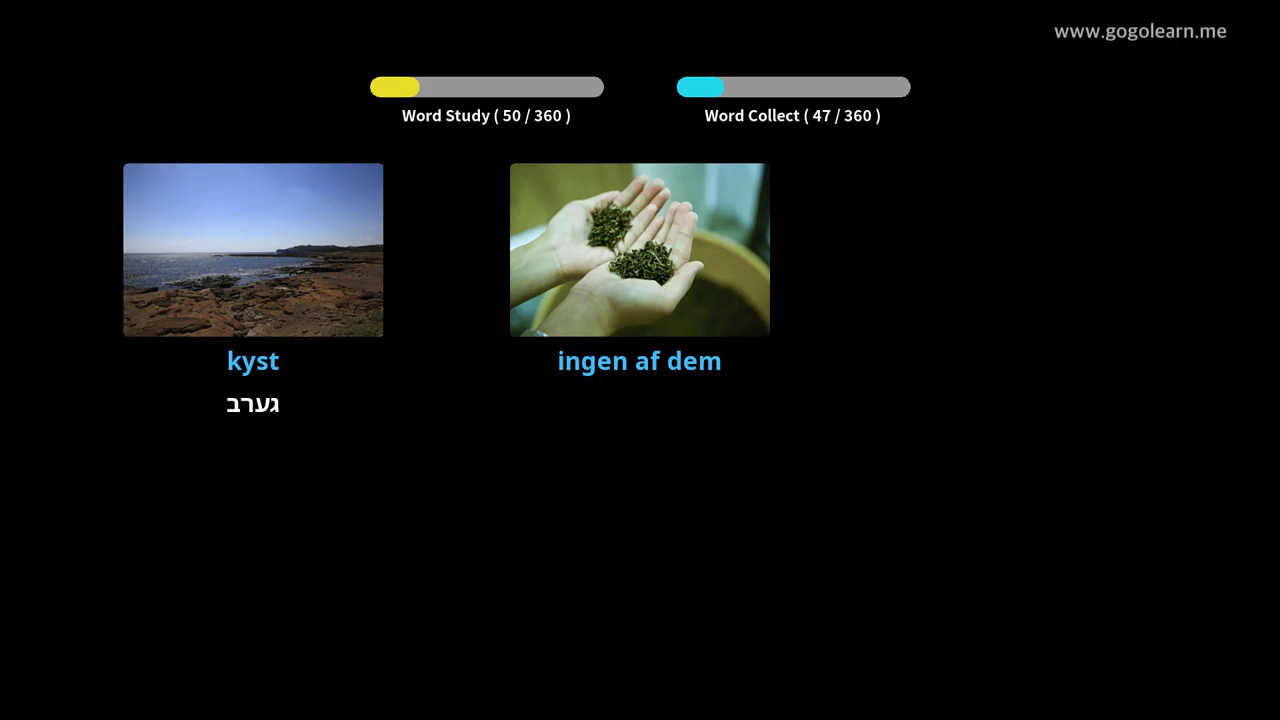 www.gogolearn.me
Word Study ( 50 / 360 )
Word Collect ( 47 / 360 )
kyst
ingen af dem
גערב